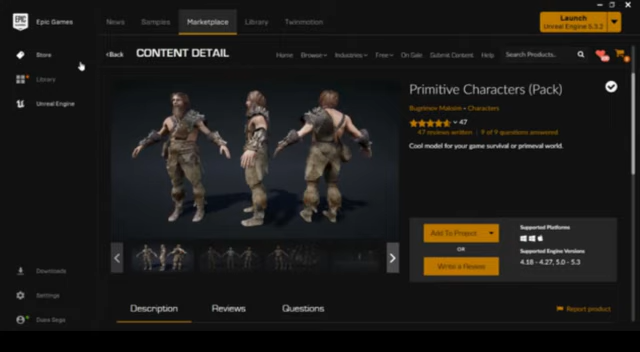 EPIC
GAMES
Epic Games
News
Samples
Marketplace
Library
Twinmotion
Launch
Unreal Engine 5.3.2
Store
Library
Unreal Engine
Downloads
Settings
<Back
CONTENT DETAIL
Home
Browse
Industries
Free
On Sale
Submit Content
Help
Search Products...
Primitive Characters (Pack)
Bugrimov Maksim - Characters
47
47 reviews written | 9 of 9 questions answered
Cool model for your game survival or primeval world.
Add To Project
OR
Write a Review
Supported Platforms
Supported Engine Versions
4.18 - 4.27, 5.0 - 5.3
Description
Reviews
Questions
Report product